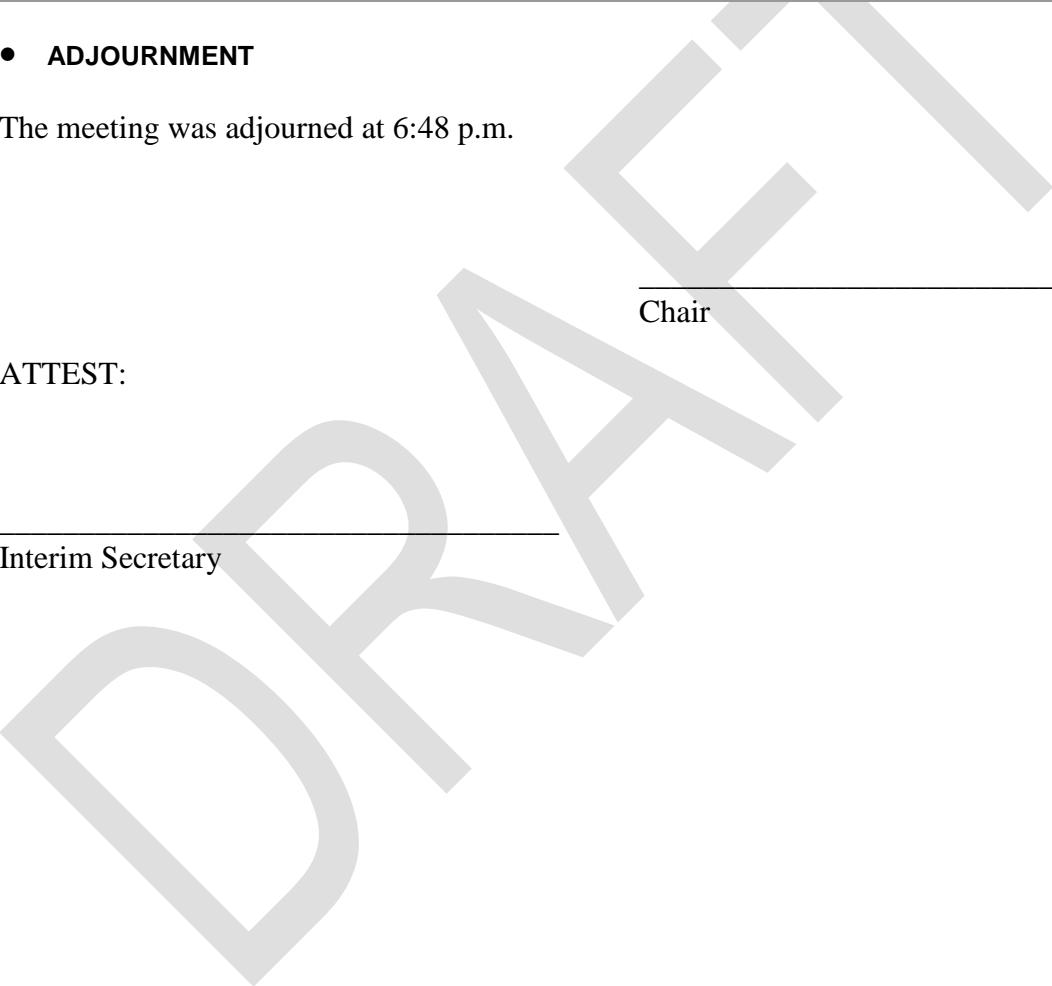 • ADJOURNMENT
The meeting was adjourned at 6:48 p.m.
Chair
ATTEST:
Interim Secretary
DRAFT